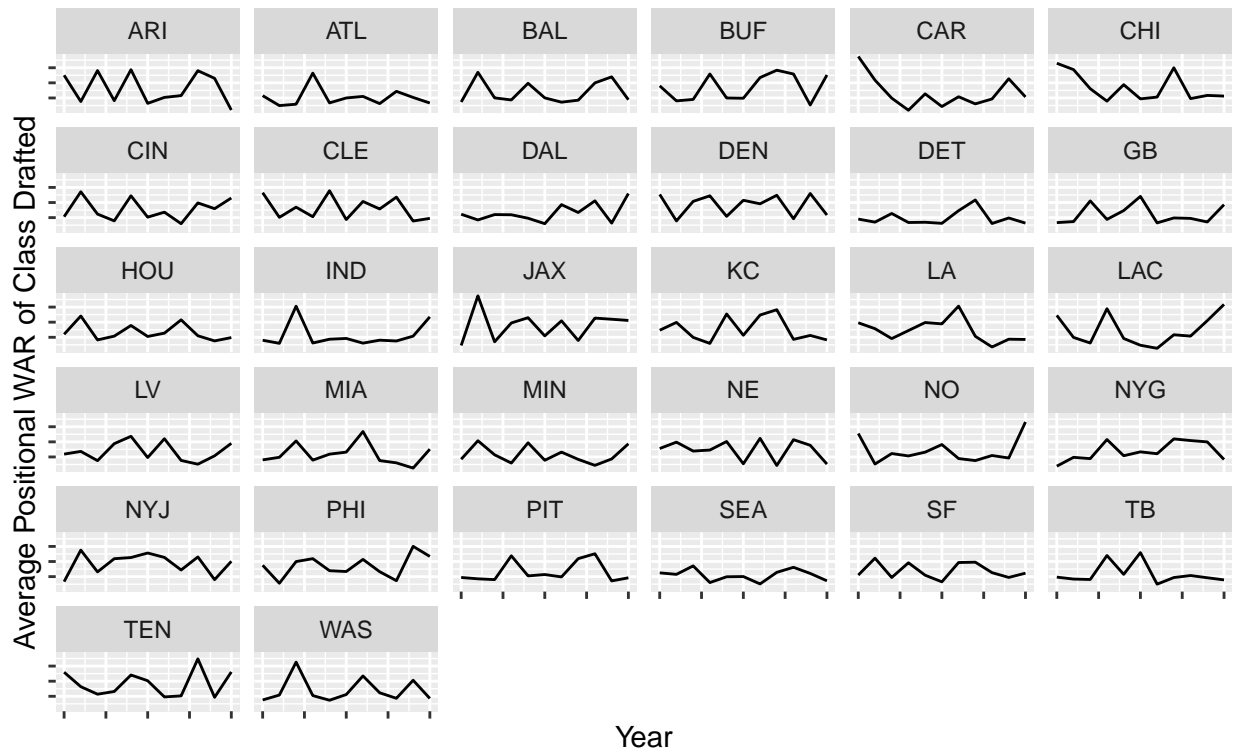 ARI ATL BAL BUF CAR CHI
CIN CLE DAL DEN DET GB
HOU IND JAX KC LA LAC
LV MIA MIN NE NO NYG
NYJ PHI PIT SEA SF TB
TEN WAS
Average Positional WAR of Class Drafted
Year